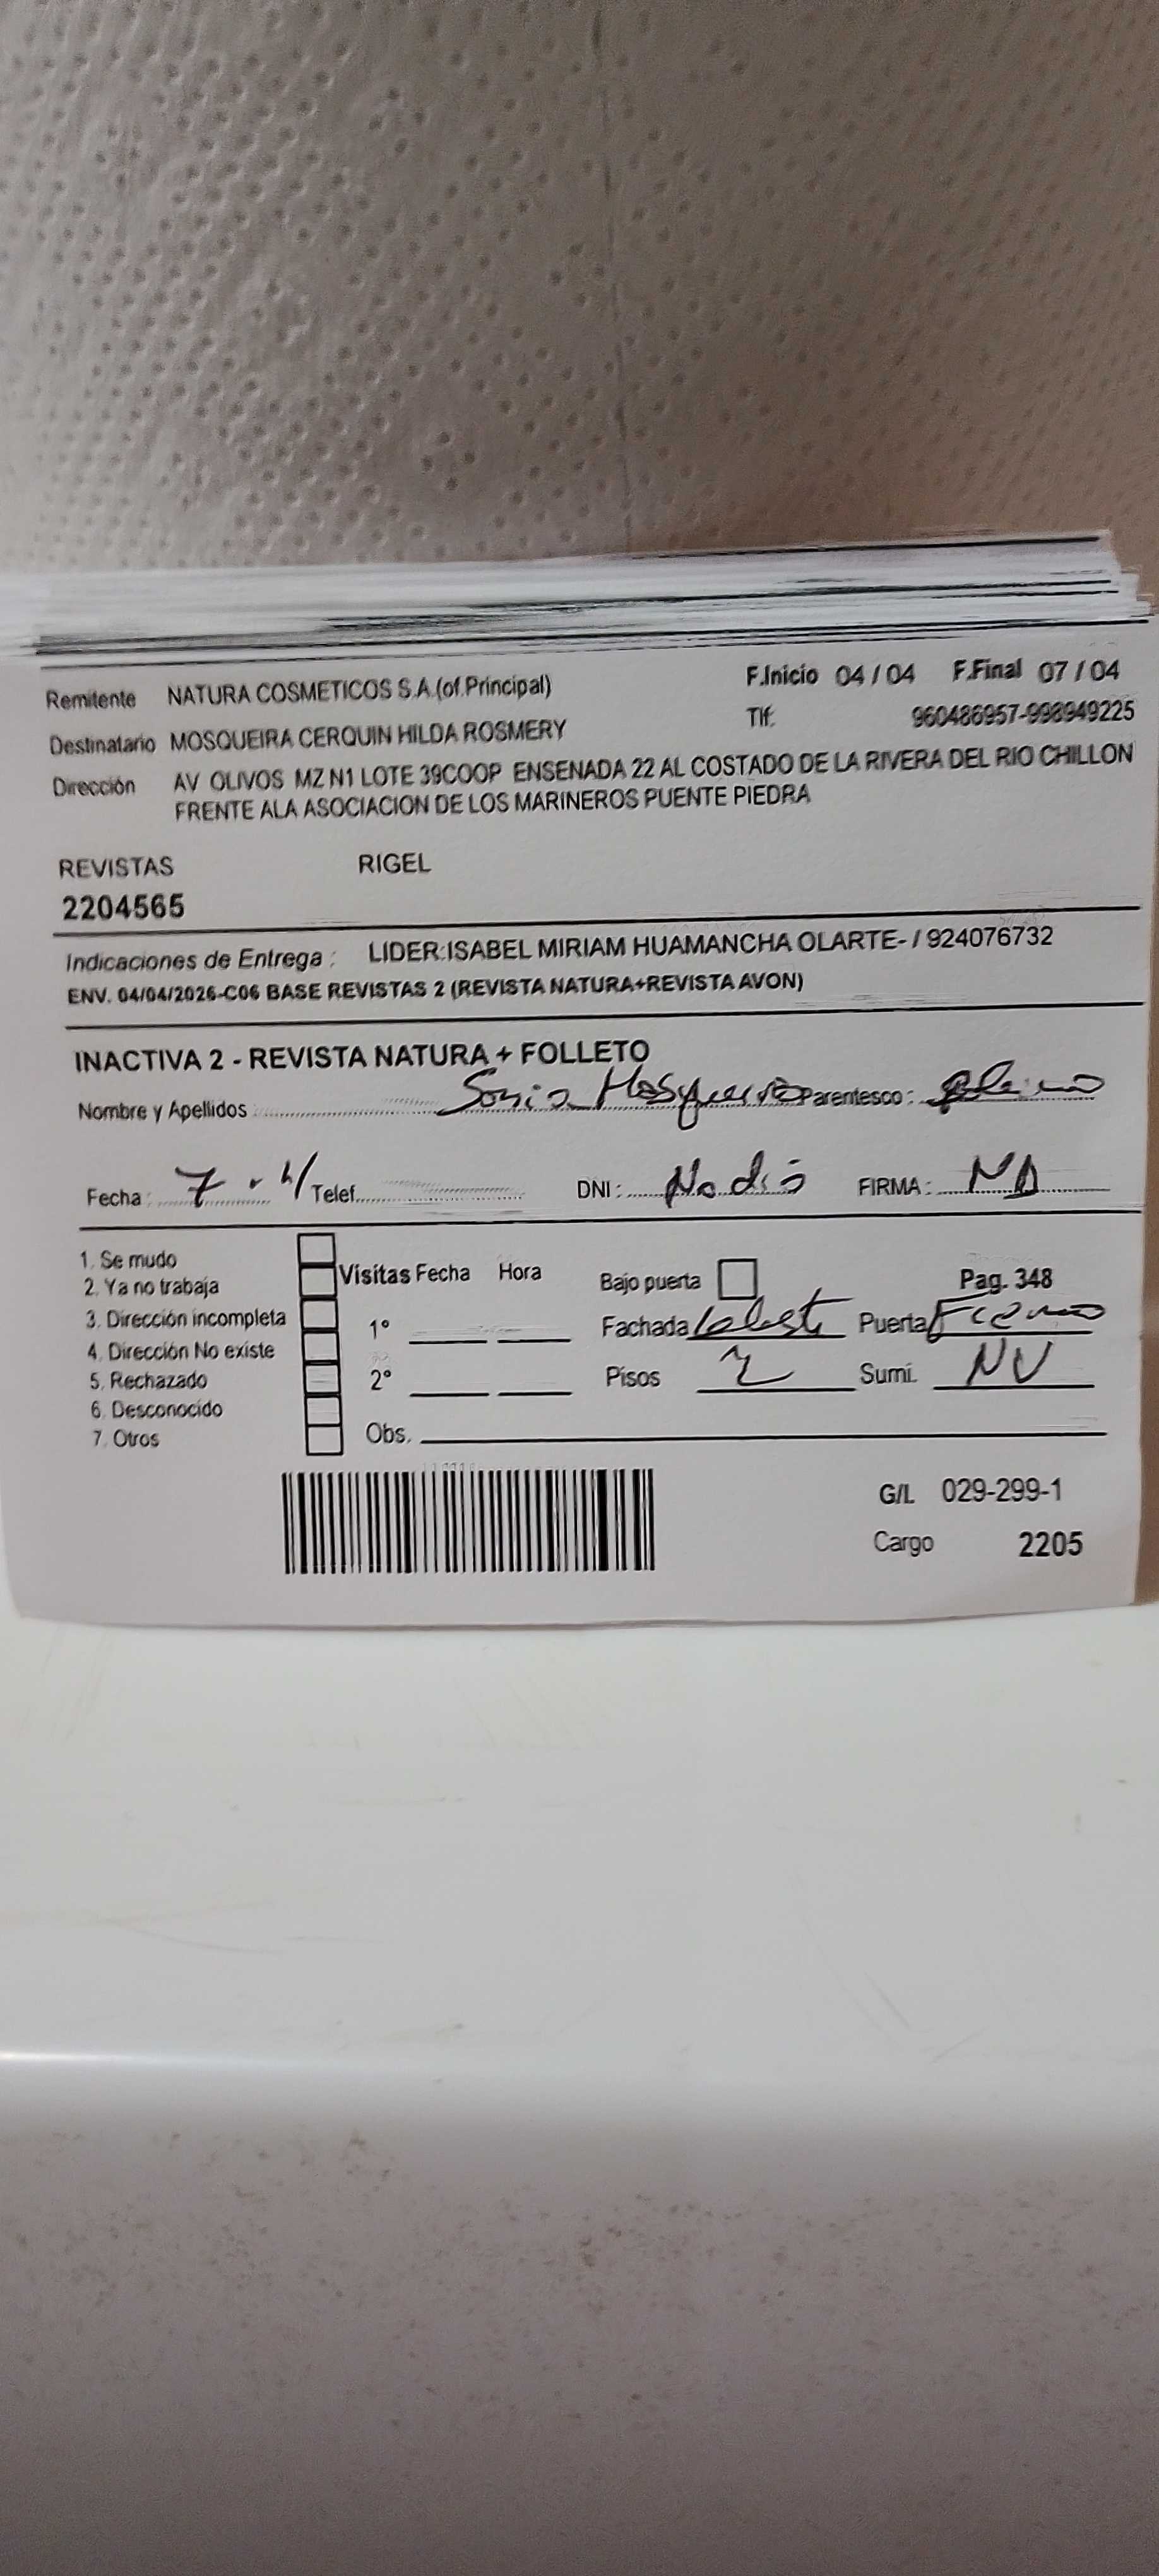 Remitente NATURA COSMETICOS S.A.(of.Principal) F.Inicio 04 / 04 F.Final 07 / 04
Destinatario MOSQUEIRA CERQUIN HILDA ROSMERY Tlf: 960486957-998949225
Dirección AV OLIVOS MZ N1 LOTE 39COOP ENSENADA 22 AL COSTADO DE LA RIVERA DEL RIO CHILLON
FRENTE ALA ASOCIACION DE LOS MARINEROS PUENTE PIEDRA
REVISTAS RIGEL
2204565
Indicaciones de Entrega : LIDER:ISABEL MIRIAM HUAMANCHA OLARTE- / 924076732
ENV. 04/04/2026-C06 BASE REVISTAS 2 (REVISTA NATURA+REVISTA AVON)
INACTIVA 2 - REVISTA NATURA + FOLLETO
Nombre y Apellidos Sonia Parentesco :
Fecha : 7 - 4/ Telef. DNI : No dió FIRMA : ND
1. Se mudo
2. Ya no trabaja Visitas Fecha Hora Bajo puerta Pag. 348
3. Dirección incompleta 1° Fachada Celeste Puerta
4. Dirección No existe
5. Rechazado 2° Pisos 2 Sumi. NV
6. Desconocido
7. Otros Obs.
G/L 029-299-1
Cargo 2205